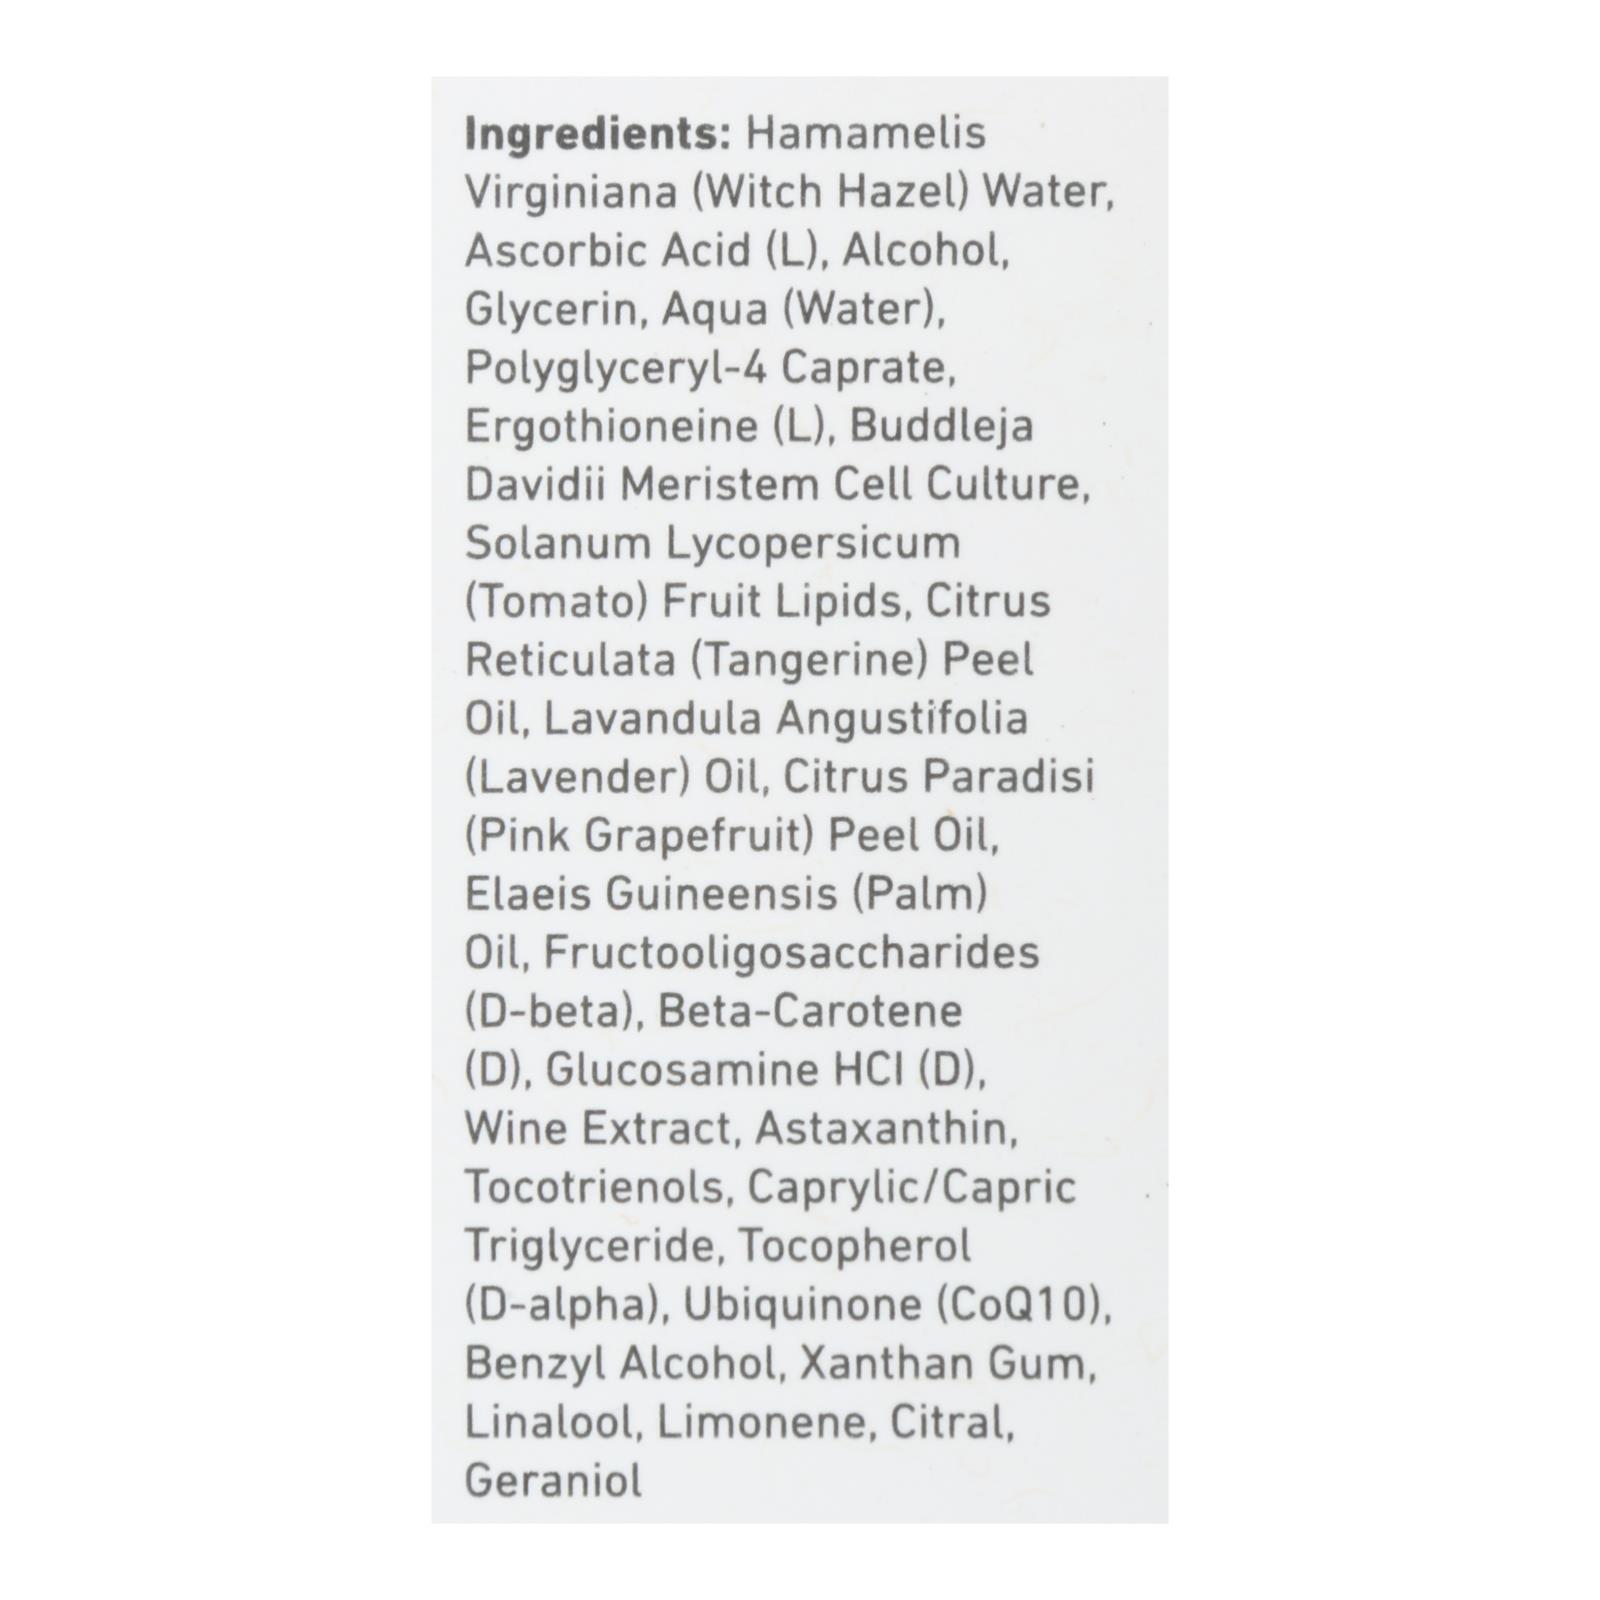 Ingredients: Hamamelis
Virginiana (Witch Hazel) Water,
Ascorbic Acid (L), Alcohol,
Glycerin, Aqua (Water),
Polyglyceryl-4 Caprate,
Ergothioneine (L), Buddleja
Davidii Meristem Cell Culture,
Solanum Lycopersicum
(Tomato) Fruit Lipids, Citrus
Reticulata (Tangerine) Peel
Oil, Lavandula Angustifolia
(Lavender) Oil, Citrus Paradisi
(Pink Grapefruit) Peel Oil,
Elaeis Guineensis (Palm)
Oil, Fructooligosaccharides
(D-beta), Beta-Carotene
(D), Glucosamine HCl (D),
Wine Extract, Astaxanthin,
Tocotrienols, Caprylic/Capric
Triglyceride, Tocopherol
(D-alpha), Ubiquinone (CoQ10),
Benzyl Alcohol, Xanthan Gum,
Linalool, Limonene, Citral,
Geraniol